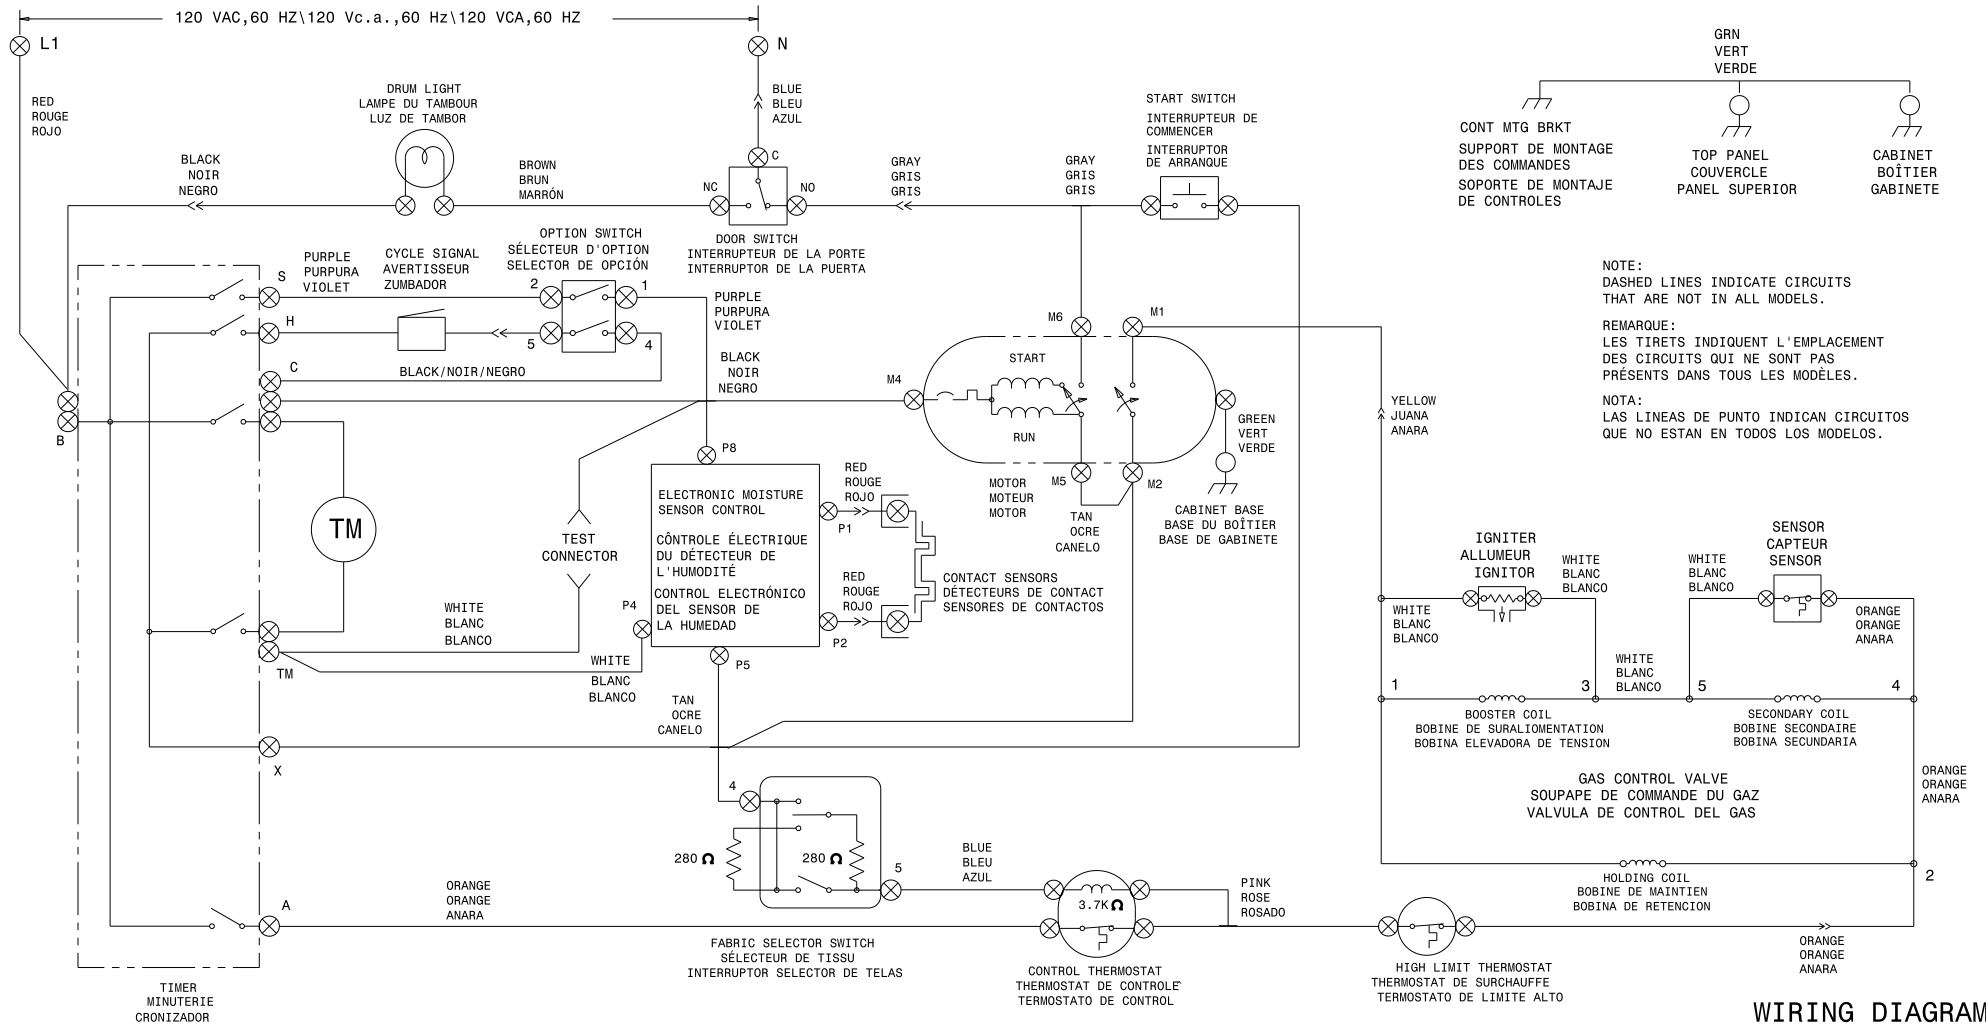 120 VAC,60 HZ\120 Vc.a.,60 Hz\120 VCA,60 HZ
L1
N
RED
ROUGE
ROJO
BLACK
NOIR
NEGRO
DRUM LIGHT
LAMPE DU TAMBOUR
LUZ DE TAMBOR
BROWN
BRUN
MARRÓN
BLUE
BLEU
AZUL
C
NC
NO
DOOR SWITCH
INTERRUPTEUR DE LA PORTE
INTERRUPTOR DE LA PUERTA
GRAY
GRIS
GRIS
GRAY
GRIS
GRIS
START SWITCH
INTERRUPTEUR DE
COMMENCER
INTERRUPTOR
DE ARRANQUE
GRN
VERT
VERDE
CONT MTG BRKT
SUPPORT DE MONTAGE
DES COMMANDES
SOPORTE DE MONTAJE
DE CONTROLES
TOP PANEL
COUVERCLE
PANEL SUPERIOR
CABINET
BOÎTIER
GABINETE
NOTE:
DASHED LINES INDICATE CIRCUITS
THAT ARE NOT IN ALL MODELS.
REMARQUE:
LES TIRETS INDIQUENT L'EMPLACEMENT
DES CIRCUITS QUI NE SONT PAS
PRÉSENTS DANS TOUS LES MODÈLES.
NOTA:
LAS LINEAS DE PUNTO INDICAN CIRCUITOS
QUE NO ESTAN EN TODOS LOS MODELOS.
S
PURPLE
PURPURA
VIOLET
CYCLE SIGNAL
AVERTISSEUR
ZUMBADOR
OPTION SWITCH
SÉLECTEUR D'OPTION
SELECTOR DE OPCIÓN
2
1
5
4
PURPLE
PURPURA
VIOLET
H
C
BLACK/NOIR/NEGRO
BLACK
NOIR
NEGRO
B
M4
M6
M1
START
RUN
M5
M2
MOTOR
MOTEUR
MOTOR
TAN
OCRE
CANELO
GREEN
VERT
VERDE
CABINET BASE
BASE DU BOÎTIER
BASE DE GABINETE
YELLOW
JUANA
ANARA
TM
TEST
CONNECTOR
P8
ELECTRONIC MOISTURE
SENSOR CONTROL
CÔNTROLE ÉLECTRIQUE
DU DÉTECTEUR DE
L'HUMODITÉ
CONTROL ELECTRÓNICO
DEL SENSOR DE
LA HUMEDAD
RED
ROUGE
ROJO
P1
RED
ROUGE
ROJO
P2
CONTACT SENSORS
DÉTECTEURS DE CONTACT
SENSORES DE CONTACTOS
P4
P5
WHITE
BLANC
BLANCO
WHITE
BLANC
BLANCO
TM
TAN
OCRE
CANELO
X
IGNITER
ALLUMEUR
IGNITOR
WHITE
BLANC
BLANCO
WHITE
BLANC
BLANCO
WHITE
BLANC
BLANCO
SENSOR
CAPTEUR
SENSOR
ORANGE
ORANGE
ANARA
WHITE
BLANC
BLANCO
1
3
5
4
BOOSTER COIL
BOBINE DE SURALIOMENTATION
BOBINA ELEVADORA DE TENSION
SECONDARY COIL
BOBINE SECONDAIRE
BOBINA SECUNDARIA
GAS CONTROL VALVE
SOUPAPE DE COMMANDE DU GAZ
VALVULA DE CONTROL DEL GAS
ORANGE
ORANGE
ANARA
HOLDING COIL
BOBINE DE MAINTIEN
BOBINA DE RETENCION
2
4
280 Ω
280 Ω
5
BLUE
BLEU
AZUL
3.7KΩ
PINK
ROSE
ROSADO
A
ORANGE
ORANGE
ANARA
FABRIC SELECTOR SWITCH
SÉLECTEUR DE TISSU
INTERRUPTOR SELECTOR DE TELAS
CONTROL THERMOSTAT
THERMOSTAT DE CONTROLE
TERMOSTATO DE CONTROL
HIGH LIMIT THERMOSTAT
THERMOSTAT DE SURCHAUFFE
TERMOSTATO DE LIMITE ALTO
ORANGE
ORANGE
ANARA
TIMER
MINUTERIE
CRONIZADOR
WIRING DIAGRAM